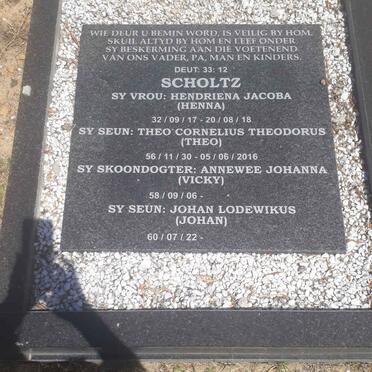 WIE DEUR U BEMIN WORD, IS VEILIG BY HOM.
SKUIL ALTYD BY HOM EN LEEF ONDER
SY BESKERMING AAN DIE VOETENEND
VAN ONS VADER, PA, MAN EN KINDERS.
DEUT: 33: 12
SCHOLTZ
SY VROU: HENDRIENA JACOBA
(HENNA)
32 / 09 / 17 - 20 / 08 / 18
SY SEUN: THEO CORNELIUS THEODORUS
(THEO)
56 / 11 / 30 - 05 / 06 / 2016
SY SKOONDOGTER: ANNEWEE JOHANNA
(VICKY)
58 / 09 / 06 -
SY SEUN: JOHAN LODEWIKUS
(JOHAN)
60 / 07 / 22 -